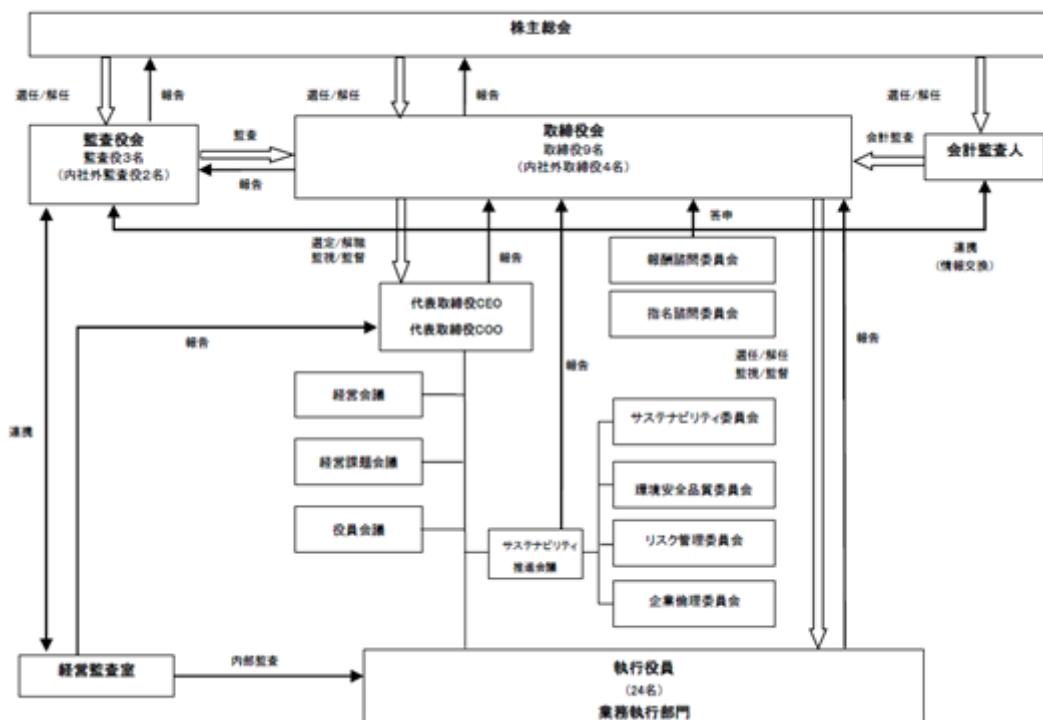 株主総会
選任/解任
報告
選任/解任
報告
選任/解任
監査役会
監査役3名
(内社外監査役2名)
監査
報告
取締役会
取締役9名
(内社外取締役4名)
会計監査
会計監査人
選定/解職
監視/監督
報告
答申
連携
(情報交換)
報酬諮問委員会
指名諮問委員会
代表取締役CEO
代表取締役COO
報告
報告
選任/解任
監視/監督
報告
連携
経営会議
経営課題会議
役員会議
サステナビリティ
推進会議
サステナビリティ委員会
環境安全品質委員会
リスク管理委員会
企業倫理委員会
経営監査室
内部監査
執行役員
(24名)
業務執行部門